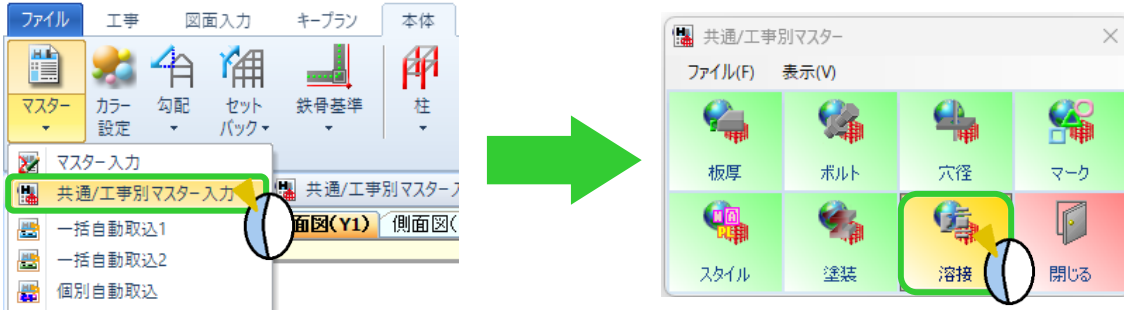 ファイル 工事 図面入力 キープラン 本体
マスター カラー設定 勾配 セットバック 鉄骨基準 柱
マスター入力
共通/工事別マスター入力
共通/工事別マスター入
面図(Y1) 側面図(
一括自動取込1
一括自動取込2
個別自動取込
共通/工事別マスター
ファイル(F) 表示(V)
板厚 ボルト 穴径 マーク
スタイル 塗装 溶接 閉じる